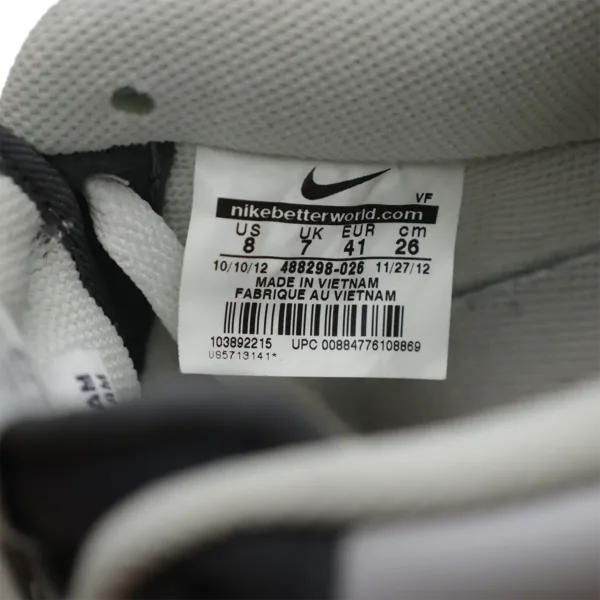 VF
nikebetterworld.com
US UK EUR cm
8 7 41 26
10/10/12 488298-026 11/27/12
MADE IN VIETNAM
FABRIQUE AU VIETNAM
103892215 UPC 00884776108869
US5713141*